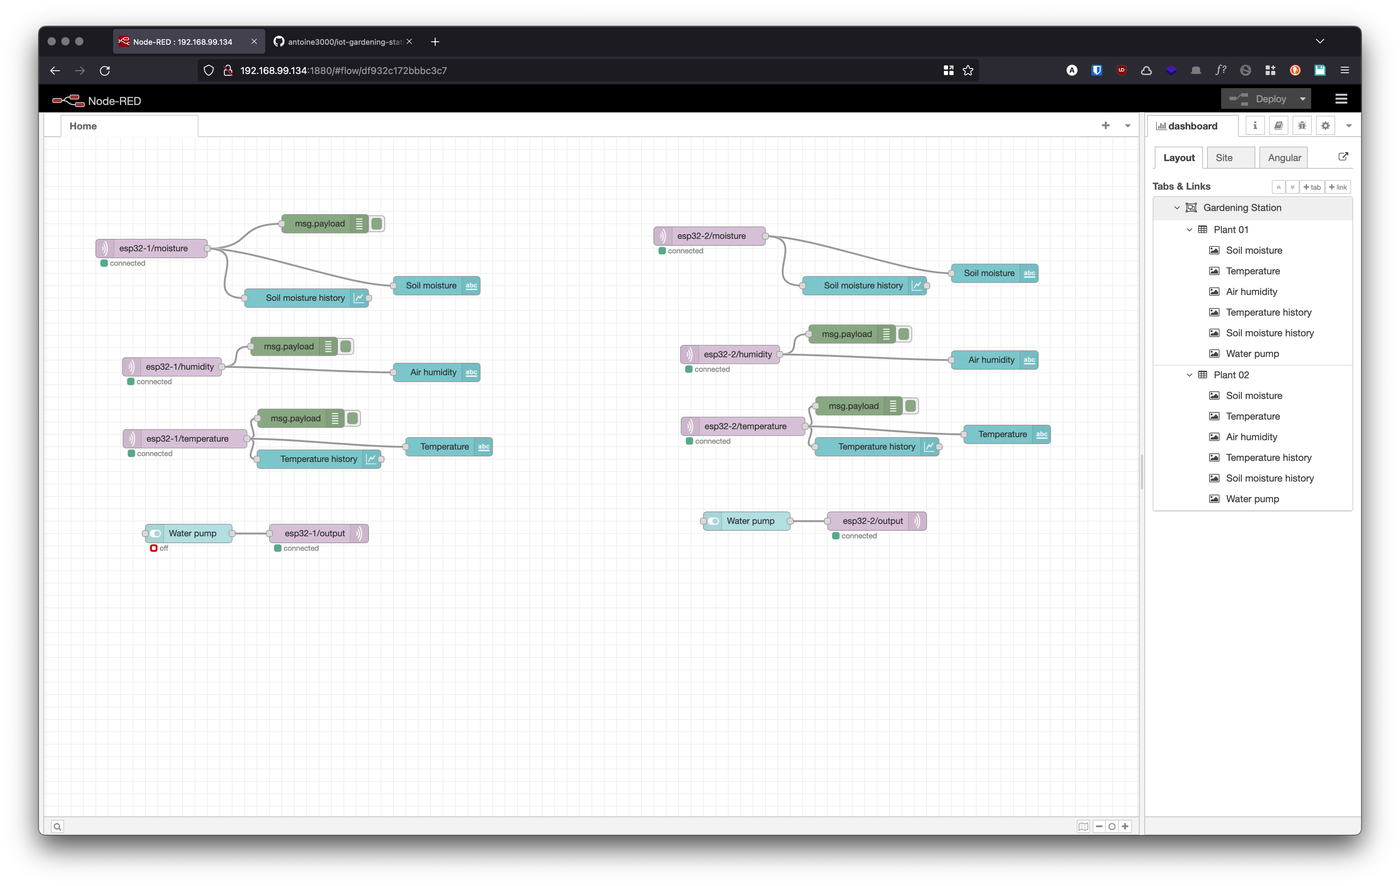 Node-RED : 192.168.99.134
antoine3000/iot-gardening-stat
192.168.99.134:1880/#flow/df932c172bbbc3c7
A
f?
Node-RED
Deploy
Home
dashboard
i
Layout
Site
Angular
Tabs & Links
+ tab
+ link
Gardening Station
Plant 01
Soil moisture
Temperature
Air humidity
Temperature history
Soil moisture history
Water pump
Plant 02
Soil moisture
Temperature
Air humidity
Temperature history
Soil moisture history
Water pump
msg.payload
esp32-1/moisture
connected
Soil moisture abc
Soil moisture history
msg.payload
esp32-1/humidity
connected
Air humidity abc
msg.payload
esp32-1/temperature
connected
Temperature abc
Temperature history
Water pump
off
esp32-1/output
connected
esp32-2/moisture
connected
Soil moisture abc
Soil moisture history
msg.payload
esp32-2/humidity
connected
Air humidity abc
msg.payload
esp32-2/temperature
connected
Temperature abc
Temperature history
Water pump
esp32-2/output
connected